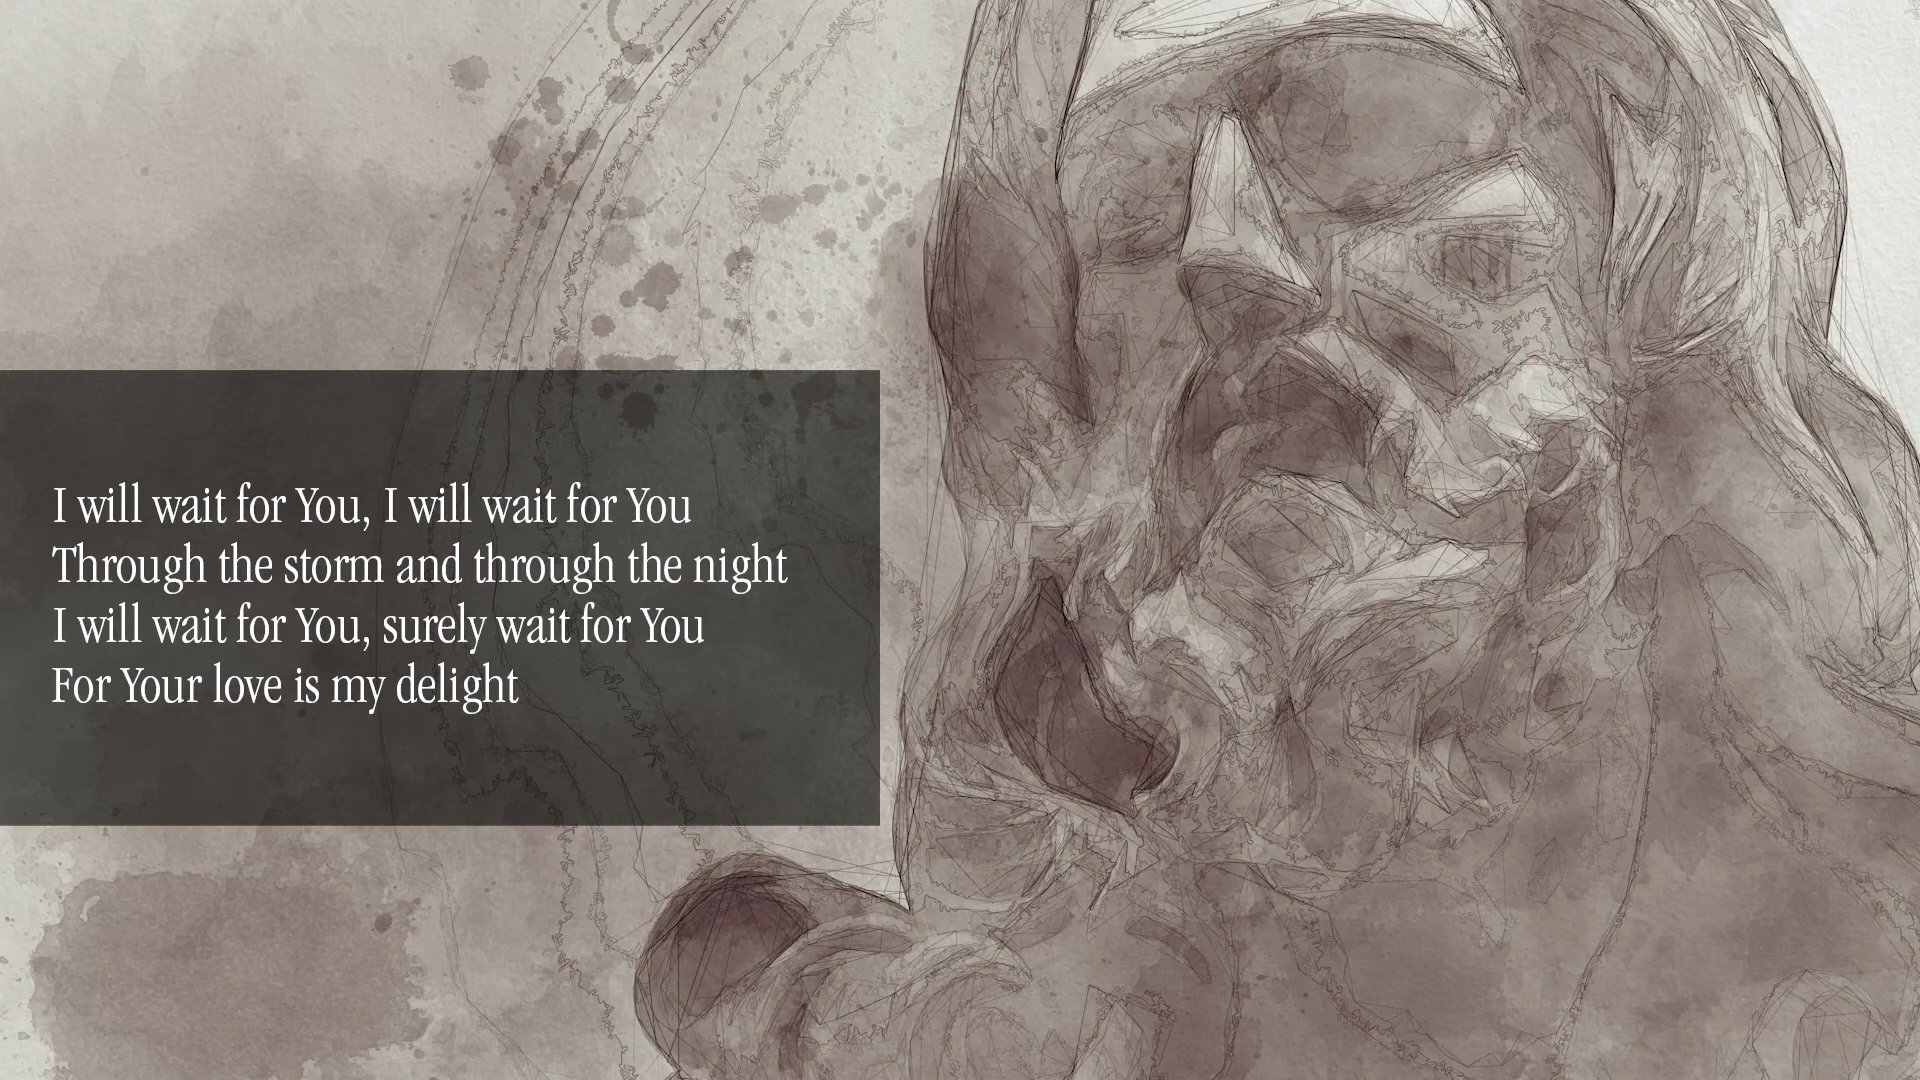 I will wait for You, I will wait for You
Through the storm and through the night
I will wait for You, surely wait for You
For Your love is my delight